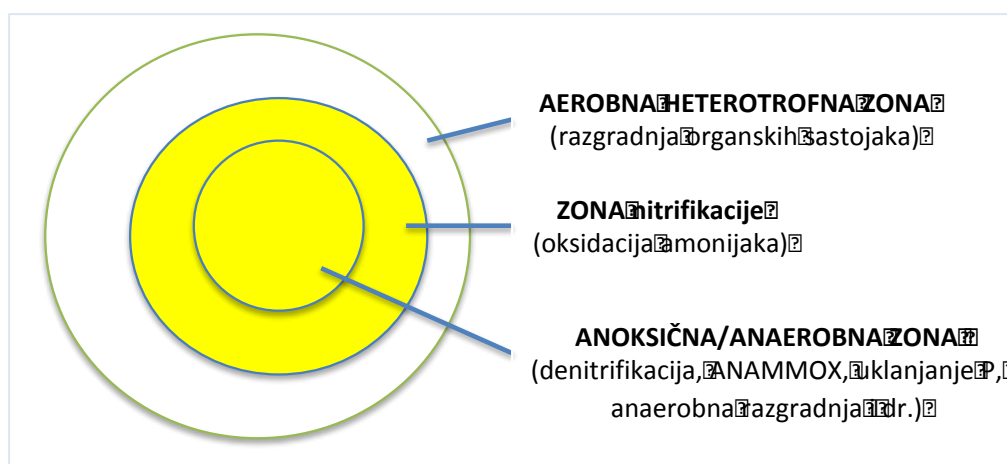 AEROBNA HETEROTROFNA ZONA
(razgradnja organskih sastojaka)
ZONA nitrifikacije
(oksidacija amonijaka)
ANOKSIČNA/ANAEROBNA ZONA
(denitrifikacija, ANAMMOX, uklanjanje P,
anaerobna razgradnja i dr.)